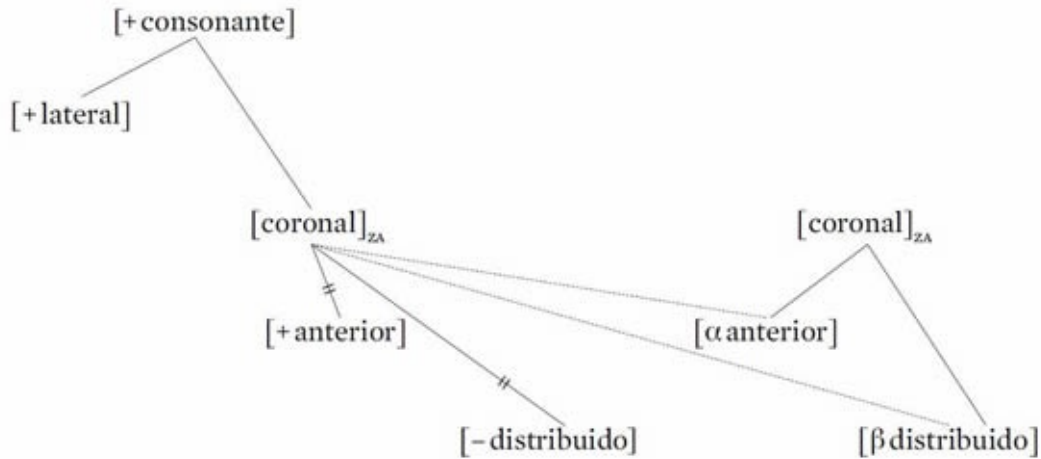 [+consonante]
[+lateral]
[coronal]ZA [coronal]ZA
[+anterior] [α anterior]
[−distribuido] [β distribuido]